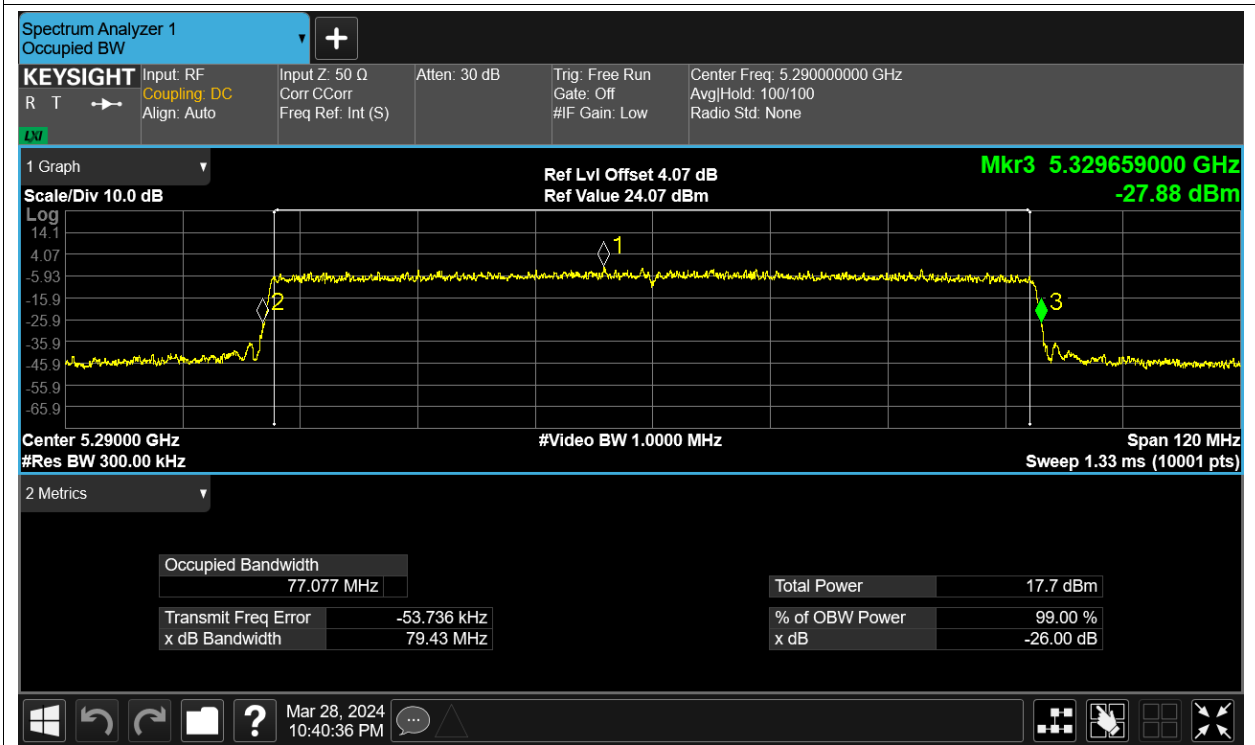 Spectrum Analyzer 1
Occupied BW
+
KEYSIGHT
R T
LXI
Input: RF
Coupling: DC
Align: Auto
Input Z: 50 Ω
Corr CCorr
Freq Ref: Int (S)
Atten: 30 dB
Trig: Free Run
Gate: Off
#IF Gain: Low
Center Freq: 5.290000000 GHz
Avg|Hold: 100/100
Radio Std: None
1 Graph
Scale/Div 10.0 dB
Ref Lvl Offset 4.07 dB
Ref Value 24.07 dBm
Mkr3 5.329659000 GHz
-27.88 dBm
Log
14.1
4.07
-5.93
-15.9
-25.9
-35.9
-45.9
-55.9
-65.9
1
2
3
Center 5.29000 GHz
#Res BW 300.00 kHz
#Video BW 1.0000 MHz
Span 120 MHz
Sweep 1.33 ms (10001 pts)
2 Metrics
Occupied Bandwidth
77.077 MHz
Transmit Freq Error -53.736 kHz
x dB Bandwidth 79.43 MHz
Total Power 17.7 dBm
% of OBW Power 99.00 %
x dB -26.00 dB
?
Mar 28, 2024
10:40:36 PM